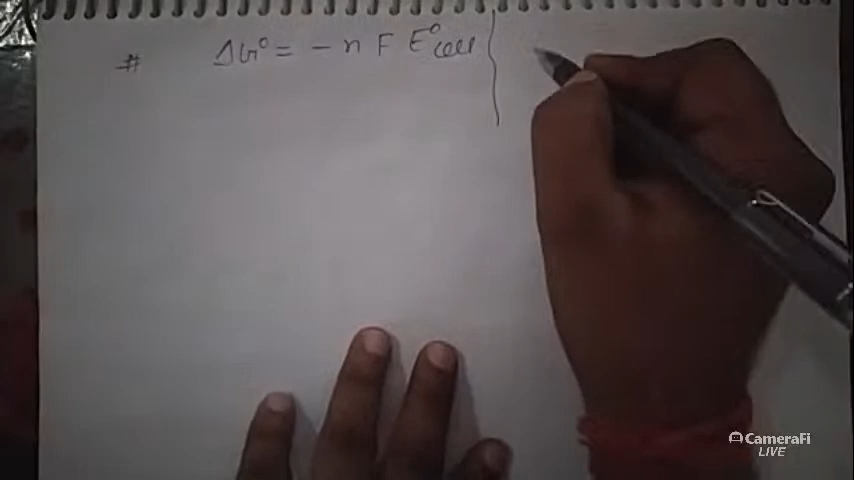 # ΔG° = - n F E°cell
CameraFi
LIVE